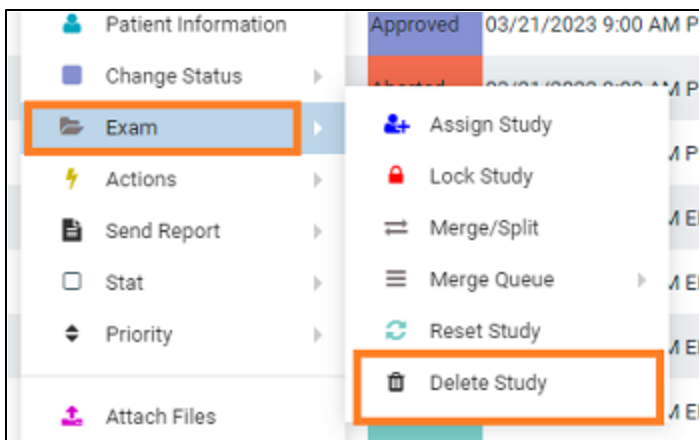 Patient Information
Approved 03/21/2023 9:00 AM P
Change Status
Exam
Assign Study
Actions
Lock Study
Send Report
Merge/Split
Stat
Merge Queue
Priority
Reset Study
Delete Study
Attach Files